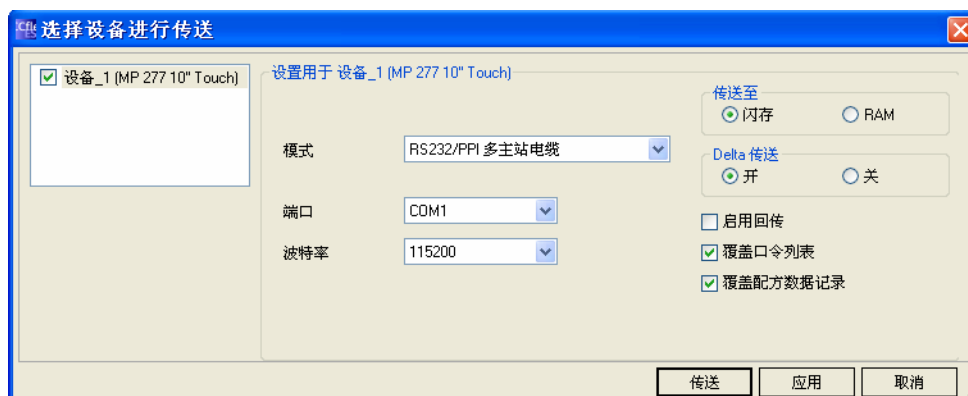 选择设备进行传送
设备_1 (MP 277 10" Touch)
设置用于 设备_1 (MP 277 10" Touch)
模式
RS232/PPI 多主站电缆
端口
COM1
波特率
115200
传送至
闪存
RAM
Delta 传送
开
关
启用回传
覆盖口令列表
覆盖配方数据记录
传送
应用
取消